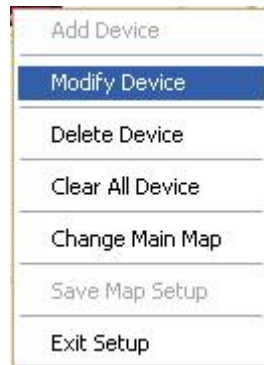 Add Device
Modify Device
Delete Device
Clear All Device
Change Main Map
Save Map Setup
Exit Setup